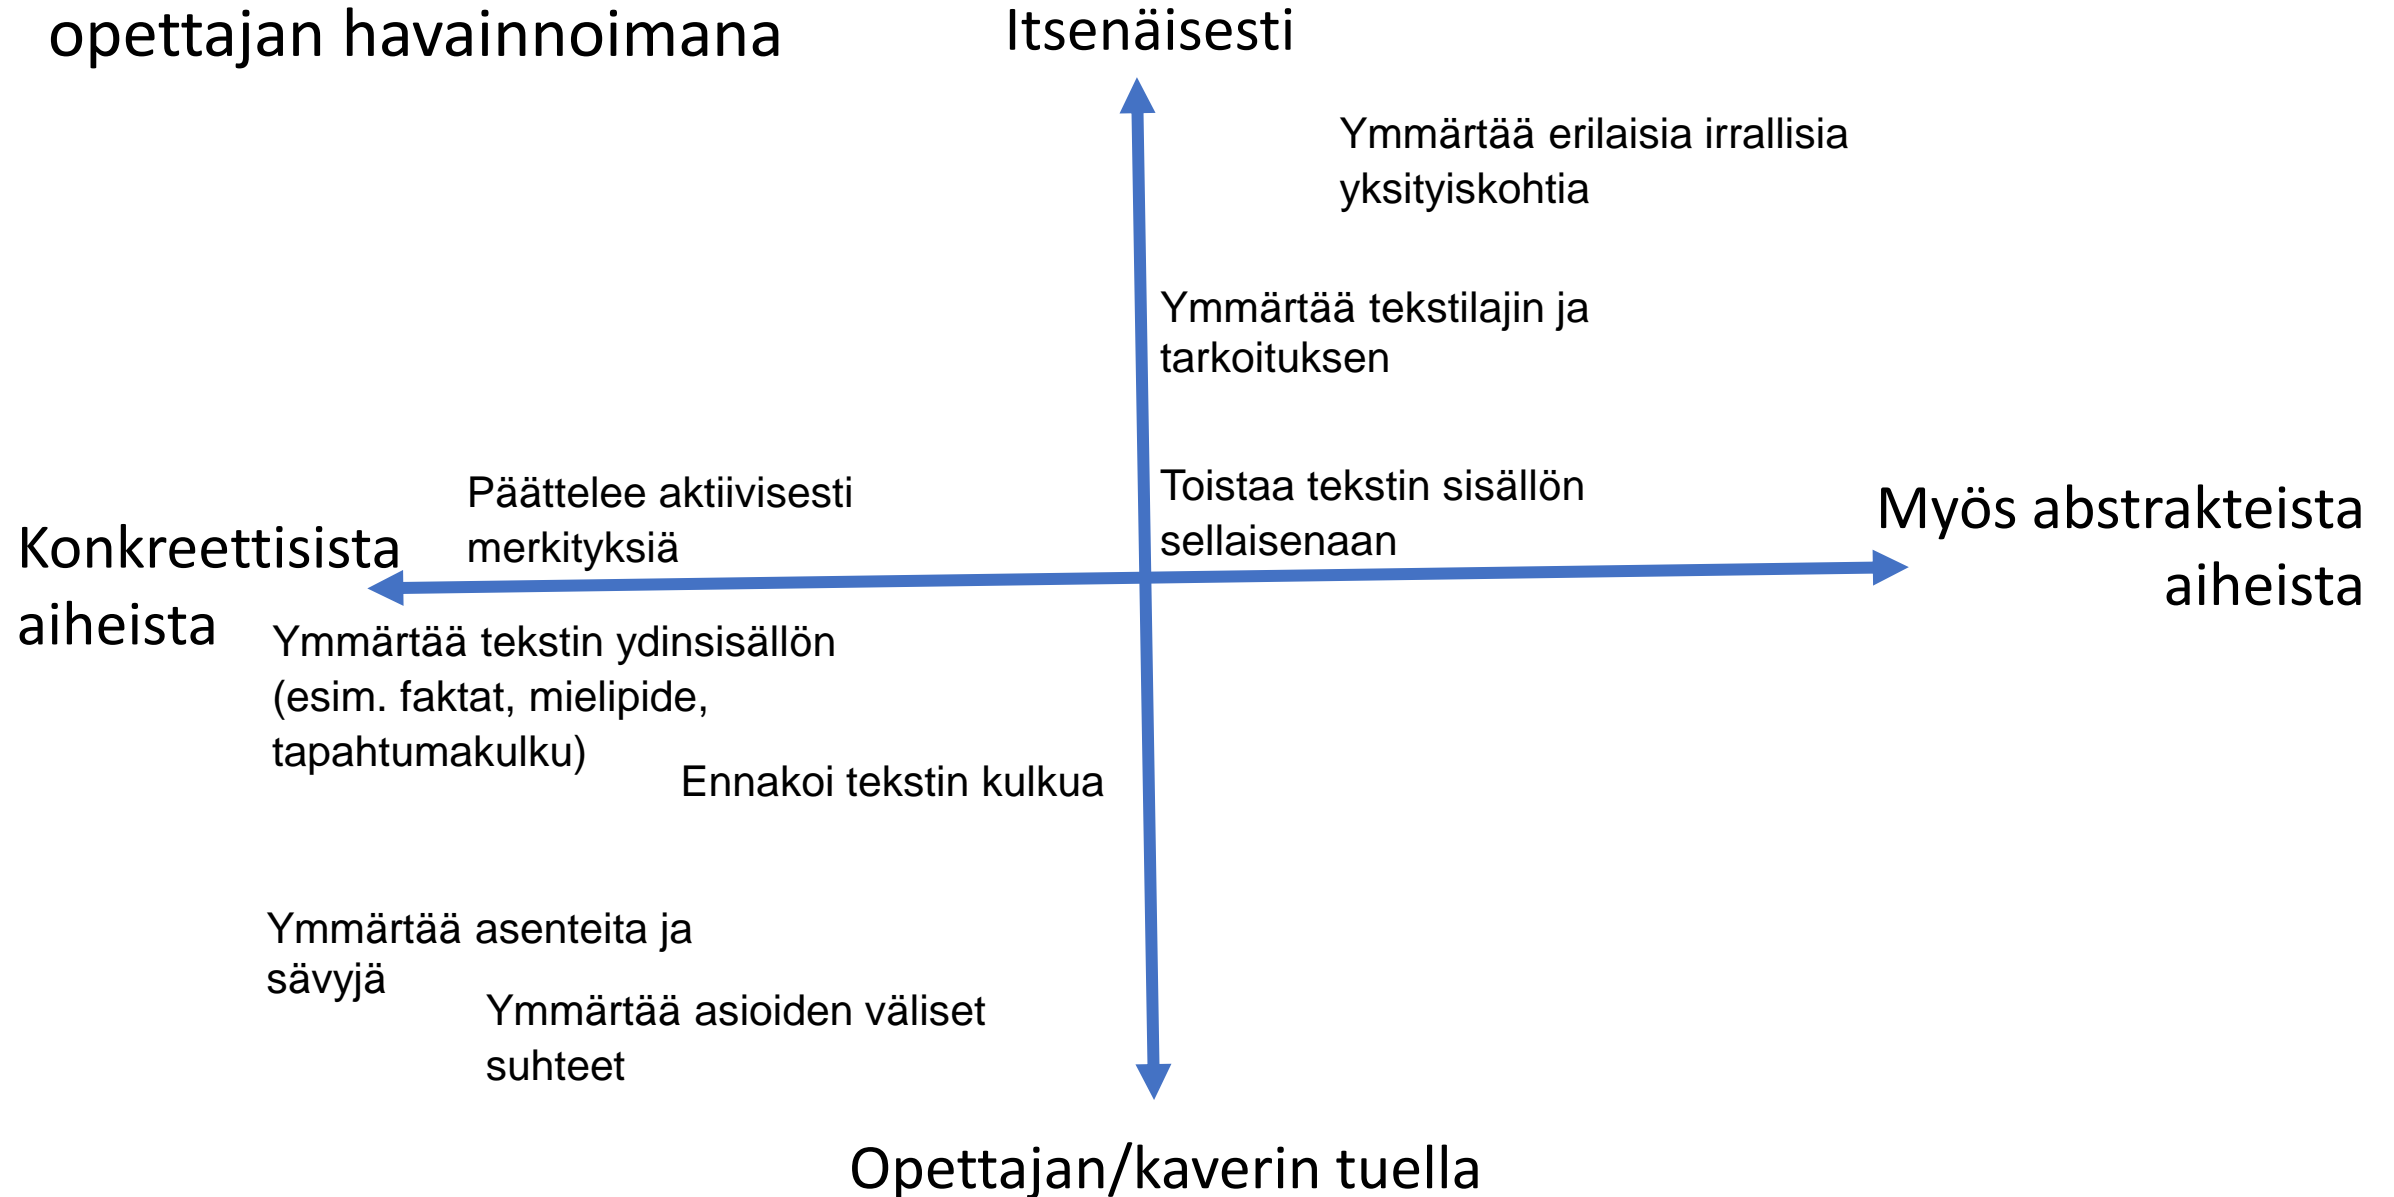 opettajan havainnoimana
Itsenäisesti
Ymmärtää erilaisia irrallisia
yksityiskohtia
Ymmärtää tekstilajin ja
tarkoituksen
Päättelee aktiivisesti
merkityksiä
Toistaa tekstin sisällön
sellaisenaan
Konkreettisista
aiheista
Myös abstrakteista
aiheista
Ymmärtää tekstin ydinsisällön
(esim. faktat, mielipide,
tapahtumakulku)
Ennakoi tekstin kulkua
Ymmärtää asenteita ja
sävyjä
Ymmärtää asioiden väliset
suhteet
Opettajan/kaverin tuella